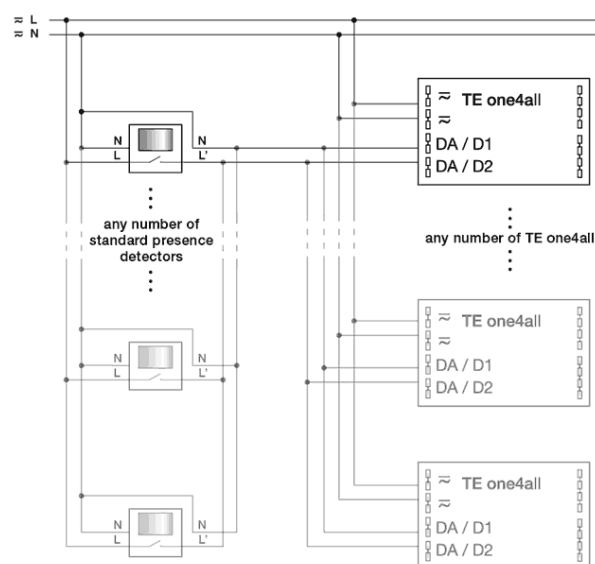 ≂ L
≂ N
≂ TE one4all
≂
N N
DA / D1
L L'
DA / D2
any number of
standard presence
detectors
any number of TE one4all
≂ TE one4all
≂
N N
DA / D1
L L'
DA / D2
≂ TE one4all
≂
N N
DA / D1
L L'
DA / D2